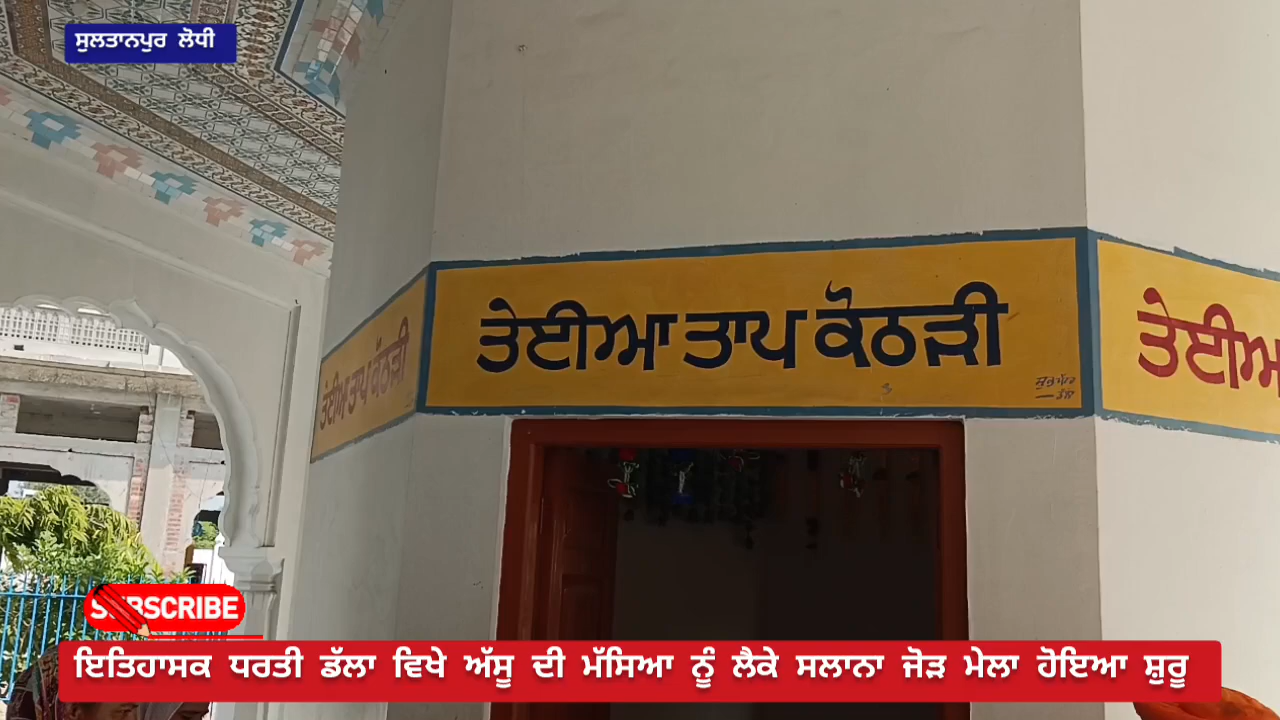 ਸੁਲਤਾਨਪੁਰ ਲੋਧੀ
ਤੇਈਆ ਤਾਪ ਕੋਠੜੀ
ਤੇਈਆ ਤਾਪ ਕੋਠੜੀ
ਤੇਈਆ
SUBSCRIBE
ਇਤਿਹਾਸਕ ਧਰਤੀ ਡੱਲਾ ਵਿਖੇ ਅੱਸੂ ਦੀ ਮੱਸਿਆ ਨੂੰ ਲੈਕੇ ਸਲਾਨਾ ਜੋੜ ਮੇਲਾ ਹੋਇਆ ਸ਼ੁਰੂ